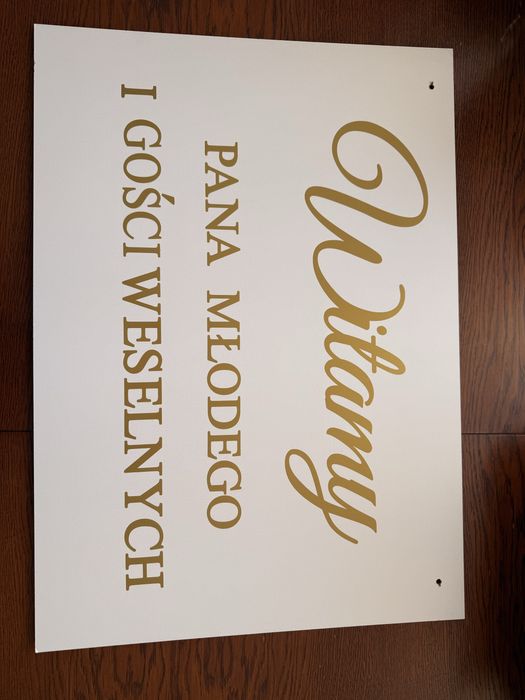 Witamy
PANA MŁODEGO
I GOŚCI WESELNYCH